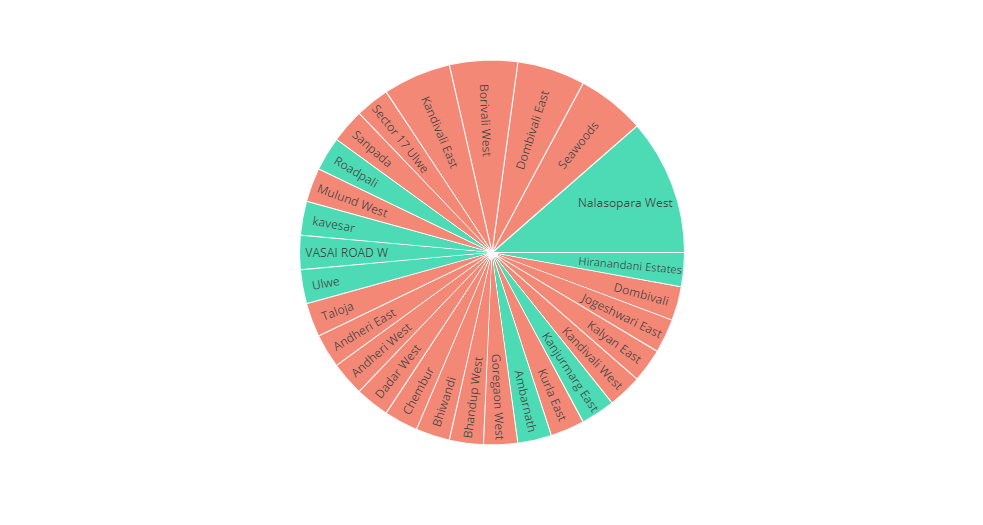 Nalasopara West
Seawoods
Dombivali East
Borivali West
Kandivali East
Sector 17 Ulwe
Sanpada
Roadpali
Mulund West
kavesar
VASAI ROAD W
Ulwe
Taloja
Andheri East
Andheri West
Dadar West
Chembur
Bhiwandi
Bhandup West
Goregaon West
Ambarnath
Kurla East
Kanjurmarg East
Kandivali West
Kalyan East
Jogeshwari East
Dombivali
Hiranandani Estates